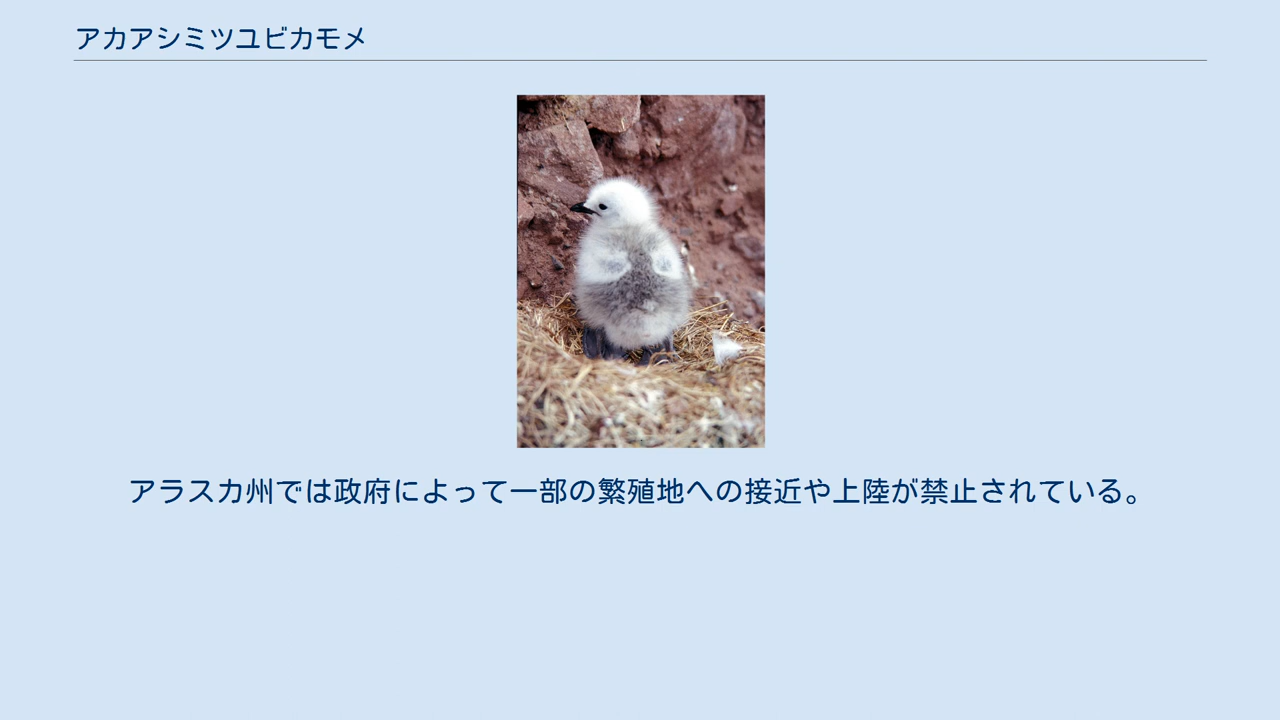 アカアシミツユビカモメ
アラスカ州では政府によって一部の繁殖地への接近や上陸が禁止されている。